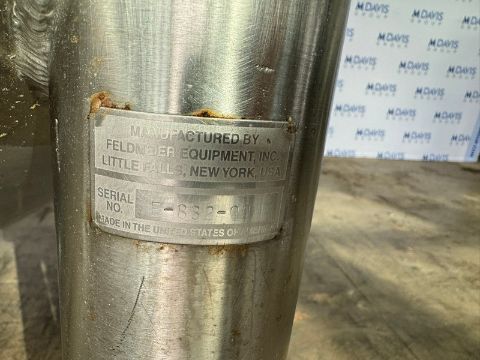 MANUFACTURED BY
FELDMEIER EQUIPMENT, INC.
LITTLE FALLS, NEW YORK, USA
SERIAL
NO.
MADE IN THE UNITED STATES OF AMERICA
M DAVIS
GROUP